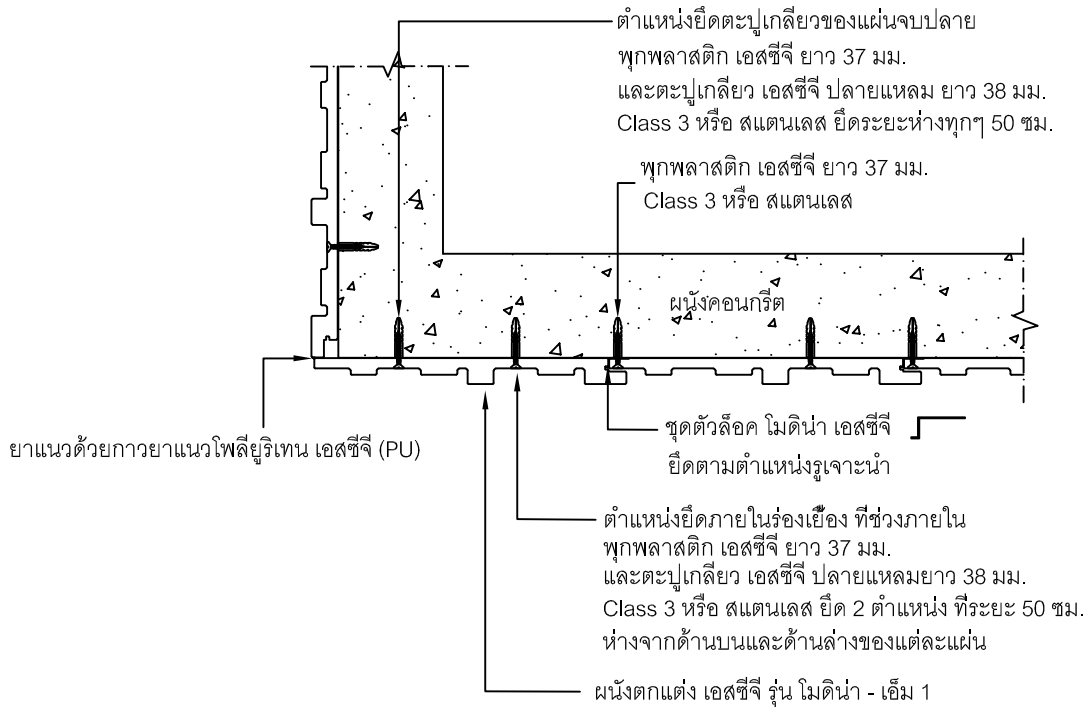 ตำแหน่งยึดตะปูเกลียวของแผ่นจบปลาย
พุกพลาสติก เอสซีจี ยาว 37 มม.
และตะปูเกลียว เอสซีจี ปลายแหลม ยาว 38 มม.
Class 3 หรือ สแตนเลส ยึดระยะห่างทุกๆ 50 ซม.
พุกพลาสติก เอสซีจี ยาว 37 มม.
Class 3 หรือ สแตนเลส
ผนังคอนกรีต
ชุดตัวล็อค โมดิน่า เอสซีจี
ยึดตามตำแหน่งรูเจาะนำ
ยาแนวด้วยกาวยาแนวโพลียูริเทน เอสซีจี (PU)
ตำแหน่งยึดภายในร่องเยื้อง ที่ช่วงภายใน
พุกพลาสติก เอสซีจี ยาว 37 มม.
และตะปูเกลียว เอสซีจี ปลายแหลมยาว 38 มม.
Class 3 หรือ สแตนเลส ยึด 2 ตำแหน่ง ที่ระยะ 50 ซม.
ห่างจากด้านบนและด้านล่างของแต่ละแผ่น
ผนังตกแต่ง เอสซีจี รุ่น โมดิน่า - เอ็ม 1